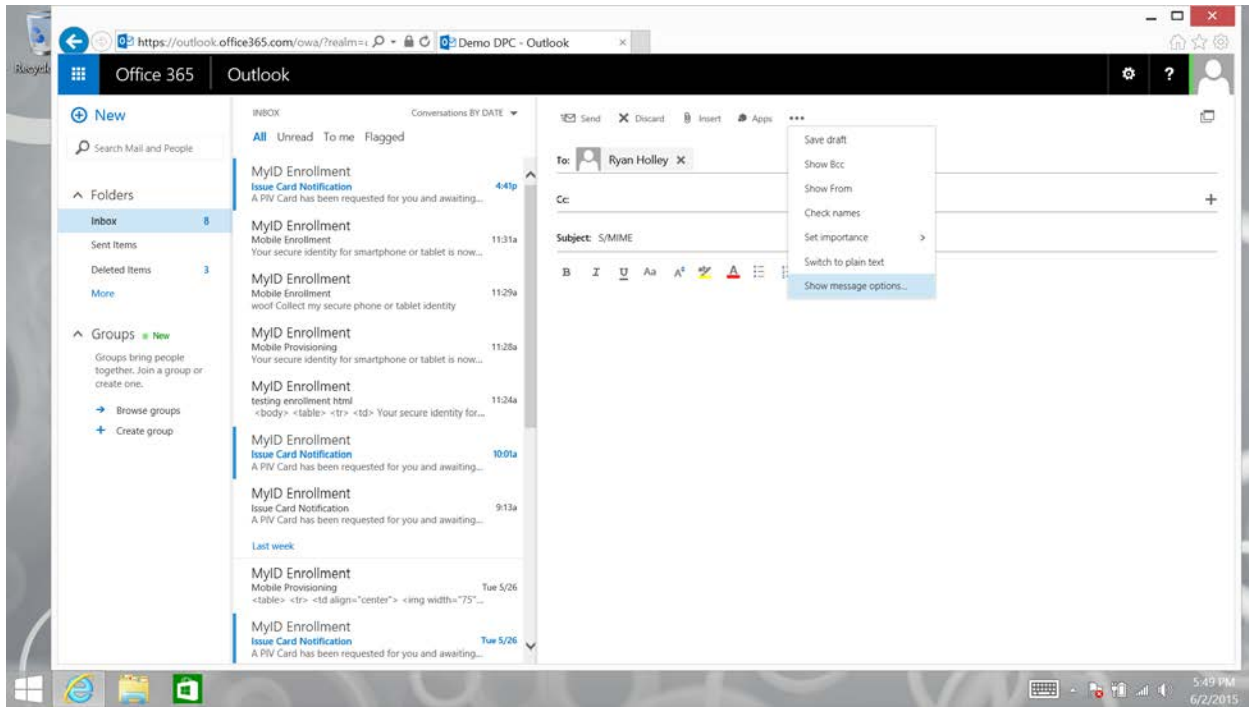 https://outlook.office365.com/owa/?realm=
Demo DPC - Outlook
Office 365
Outlook
?
New
Search Mail and People
Folders
Inbox 8
Sent Items
Deleted Items 3
More
Groups New
Groups bring people
together. Join a group or
create one.
Browse groups
Create group
INBOX
Conversations BY DATE
All Unread To me Flagged
MyID Enrollment
Issue Card Notification 4:41p
A PIV Card has been requested for you and awaiting...
MyID Enrollment
Mobile Enrollment 11:31a
Your secure identity for smartphone or tablet is now...
MyID Enrollment
Mobile Enrollment 11:29a
woof Collect my secure phone or tablet identity
MyID Enrollment
Mobile Provisioning 11:28a
Your secure identity for smartphone or tablet is now...
MyID Enrollment
testing enrollment html 11:24a
<body> <table> <tr> <td> Your secure identity for...
MyID Enrollment
Issue Card Notification 10:01a
A PIV Card has been requested for you and awaiting...
MyID Enrollment
Issue Card Notification 9:13a
A PIV Card has been requested for you and awaiting...
Last week
MyID Enrollment
Mobile Provisioning Tue 5/26
<table> <tr> <td align="center"> <img width="75"...
MyID Enrollment
Issue Card Notification Tue 5/26
A PIV Card has been requested for you and awaiting...
Send Discard Insert Apps •••
To: Ryan Holley
Cc:
Subject: S/MIME
B I U Aa A
Save draft
Show Bcc
Show From
Check names
Set importance >
Switch to plain text
Show message options...
5:49 PM
6/2/2015